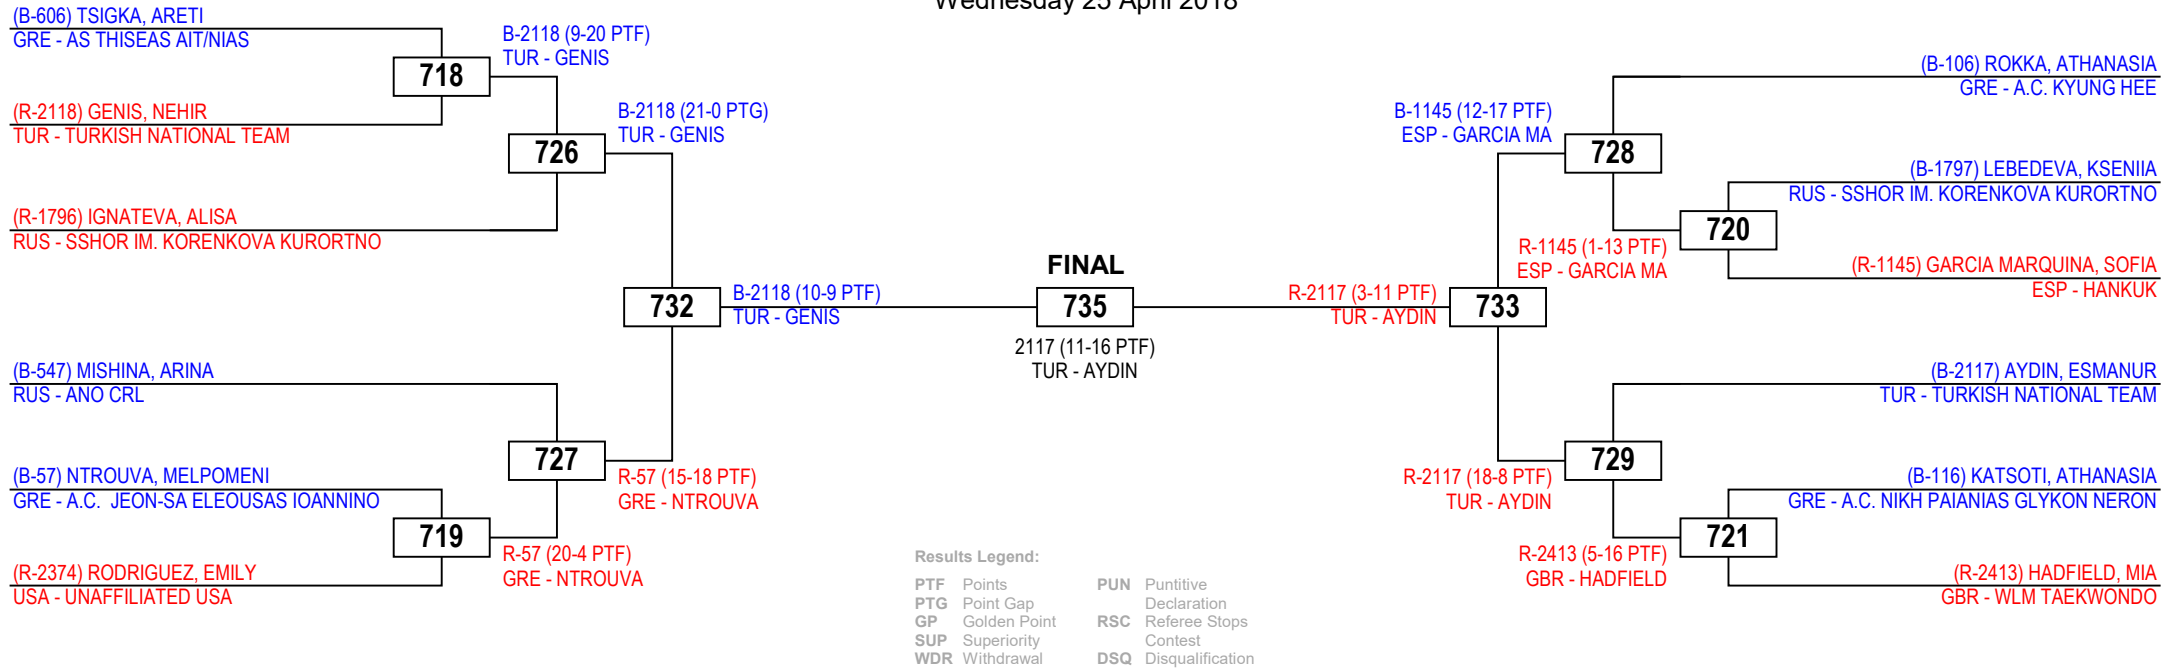 Wednesday 25 April 2018
(B-606) TSIGKA, ARETI
GRE - AS THISEAS AIT/NIAS
718
B-2118 (9-20 PTF)
TUR - GENIS
(R-2118) GENIS, NEHIR
TUR - TURKISH NATIONAL TEAM
726
B-2118 (21-0 PTG)
TUR - GENIS
(R-1796) IGNATEVA, ALISA
RUS - SSHOR IM. KORENKOVA KURORTNO
732
B-2118 (10-9 PTF)
TUR - GENIS
(B-547) MISHINA, ARINA
RUS - ANO CRL
727
R-57 (15-18 PTF)
GRE - NTROUVA
(B-57) NTROUVA, MELPOMENI
GRE - A.C.  JEON-SA ELEOUSAS IOANNINO
719
R-57 (20-4 PTF)
GRE - NTROUVA
(R-2374) RODRIGUEZ, EMILY
USA - UNAFFILIATED USA
FINAL
735
2117 (11-16 PTF)
TUR - AYDIN
(B-106) ROKKA, ATHANASIA
GRE - A.C. KYUNG HEE
B-1145 (12-17 PTF)
ESP - GARCIA MA
728
(B-1797) LEBEDEVA, KSENIIA
RUS - SSHOR IM. KORENKOVA KURORTNO
720
R-1145 (1-13 PTF)
ESP - GARCIA MA
(R-1145) GARCIA MARQUINA, SOFIA
ESP - HANKUK
R-2117 (3-11 PTF)
TUR - AYDIN
733
(B-2117) AYDIN, ESMANUR
TUR - TURKISH NATIONAL TEAM
R-2117 (18-8 PTF)
TUR - AYDIN
729
(B-116) KATSOTI, ATHANASIA
GRE - A.C. NIKH PAIANIAS GLYKON NERON
721
R-2413 (5-16 PTF)
GBR - HADFIELD
(R-2413) HADFIELD, MIA
GBR - WLM TAEKWONDO
Results Legend:
PTF Points
PTG Point Gap
GP Golden Point
SUP Superiority
WDR Withdrawal
PUN Puntitive
Declaration
RSC Referee Stops
Contest
DSQ Disqualification